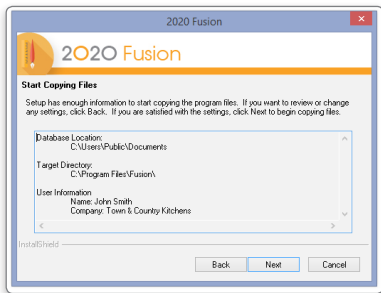 2020 Fusion
2020 Fusion
Start Copying Files
Setup has enough information to start copying the program files. If you want to review or change
any settings, click Back. If you are satisfied with the settings, click Next to begin copying files.
Database Location:
C:\Users\Public\Documents
Target Directory:
C:\Program Files\Fusion\
User Information
Name: John Smith
Company: Town & Country Kitchens
InstallShield
Back Next Cancel